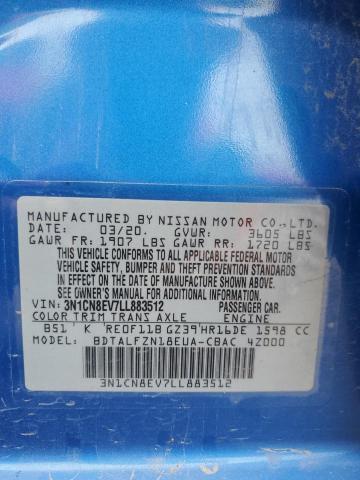 MANUFACTURED BY NISSAN MOTOR CO., LTD.
DATE: 03/20. GVWR: 3605 LBS
GAWR FR: 1907 LBS GAWR RR: 1720 LBS
THIS VEHICLE CONFORMS TO ALL APPLICABLE FEDERAL MOTOR
VEHICLE SAFETY, BUMPER AND THEFT PREVENTION STANDARDS
IN EFFECT ON THE DATE OF MANUFACTURE SHOWN ABOVE.
SEE OWNER'S MANUAL FOR ADDITIONAL LOADING INFORMATION
VIN: 3N1CN8EV7LL883512 PASSENGER CAR
COLOR TRIM TRANS AXLE ENGINE
B51 K RE0F11B GZ39 HR16DE 1598 CC
MODEL: BDTALFZN18EUA-CBAC 4Z000
3N1CN8EV7LL883512